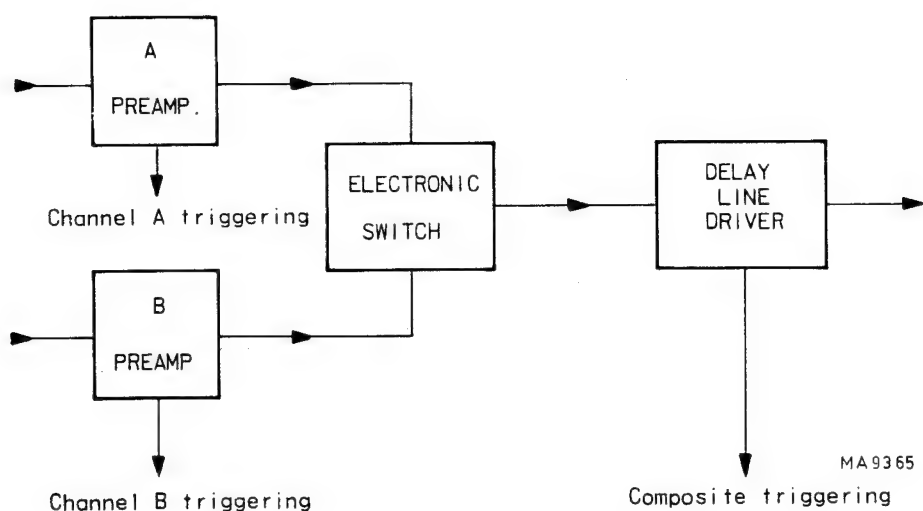 A
PREAMP.
Channel A triggering
ELECTRONIC
SWITCH
DELAY
LINE
DRIVER
B
PREAMP
Channel B triggering
MA9365
Composite triggering